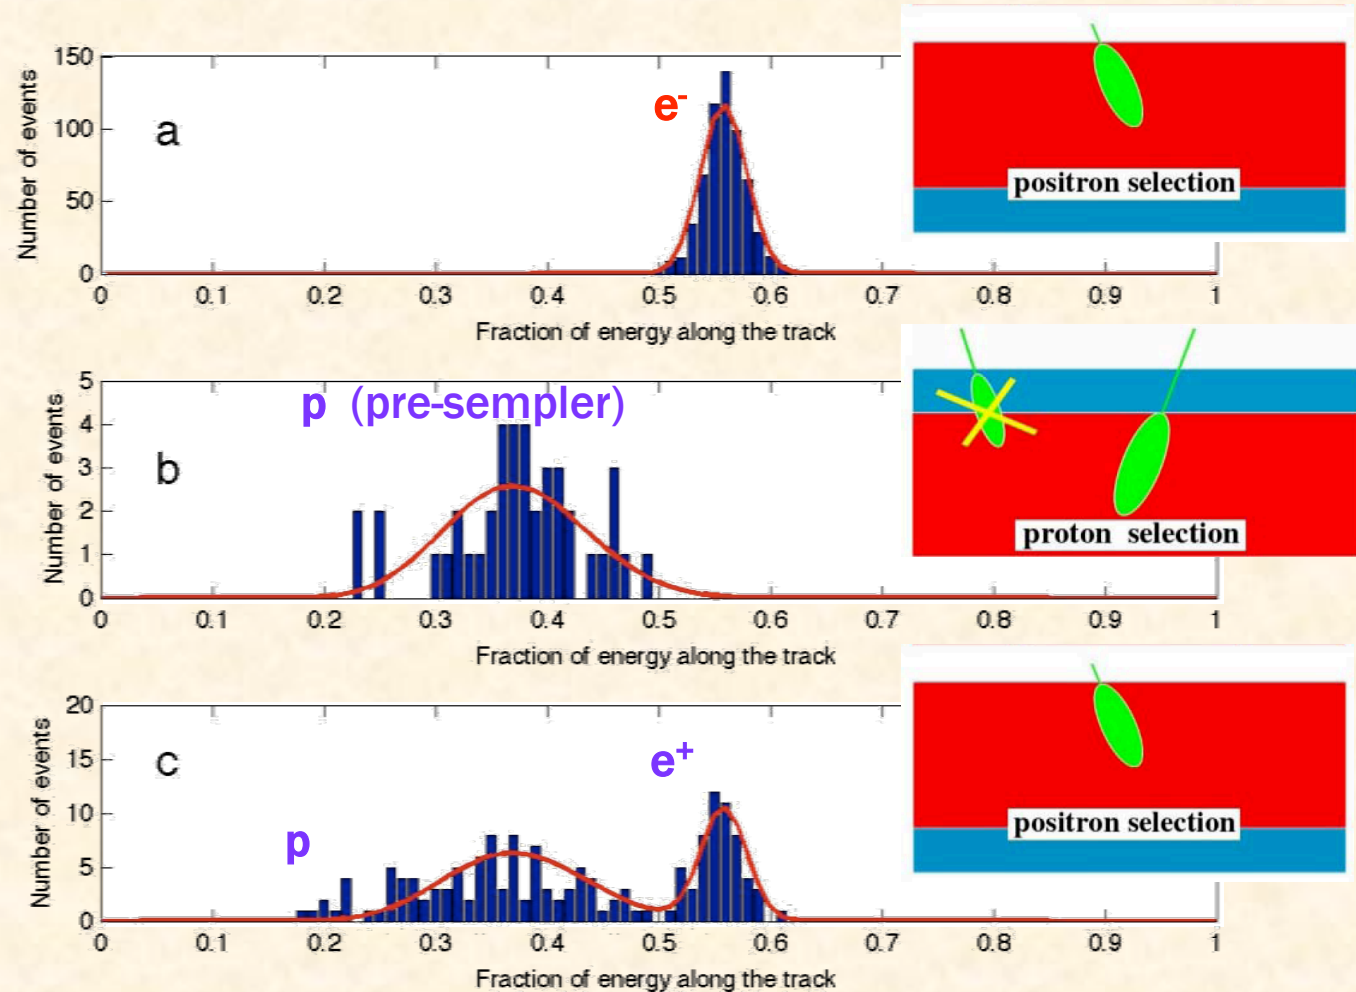 150
100
50
0
Number of events
a
e-
positron selection
0 0.1 0.2 0.3 0.4 0.5 0.6 0.7 0.8 0.9 1
Fraction of energy along the track
5
4
3
2
1
0
Number of events
p (pre-sempler)
b
proton selection
0 0.1 0.2 0.3 0.4 0.5 0.6 0.7 0.8 0.9 1
Fraction of energy along the track
20
15
10
5
0
Number of events
c
e+
p
positron selection
0 0.1 0.2 0.3 0.4 0.5 0.6 0.7 0.8 0.9 1
Fraction of energy along the track